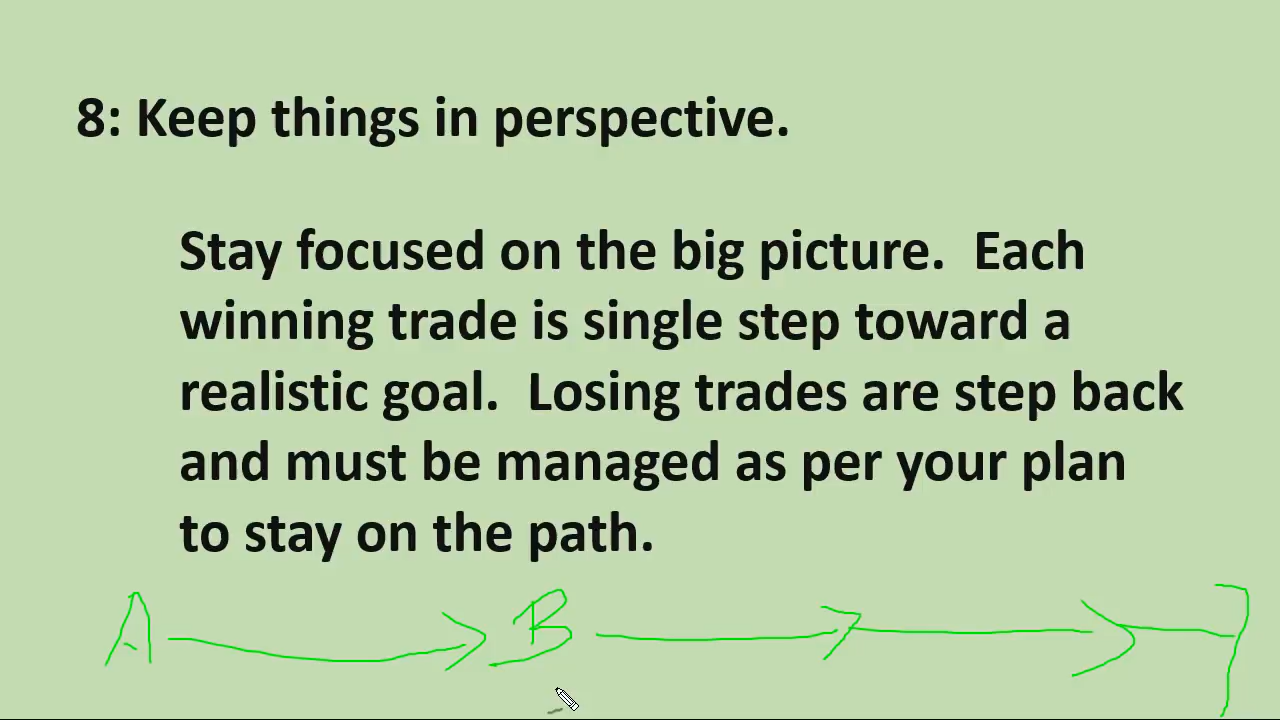 8: Keep things in perspective.
Stay focused on the big picture.  Each
winning trade is single step toward a
realistic goal.  Losing trades are step back
and must be managed as per your plan
to stay on the path.
A B